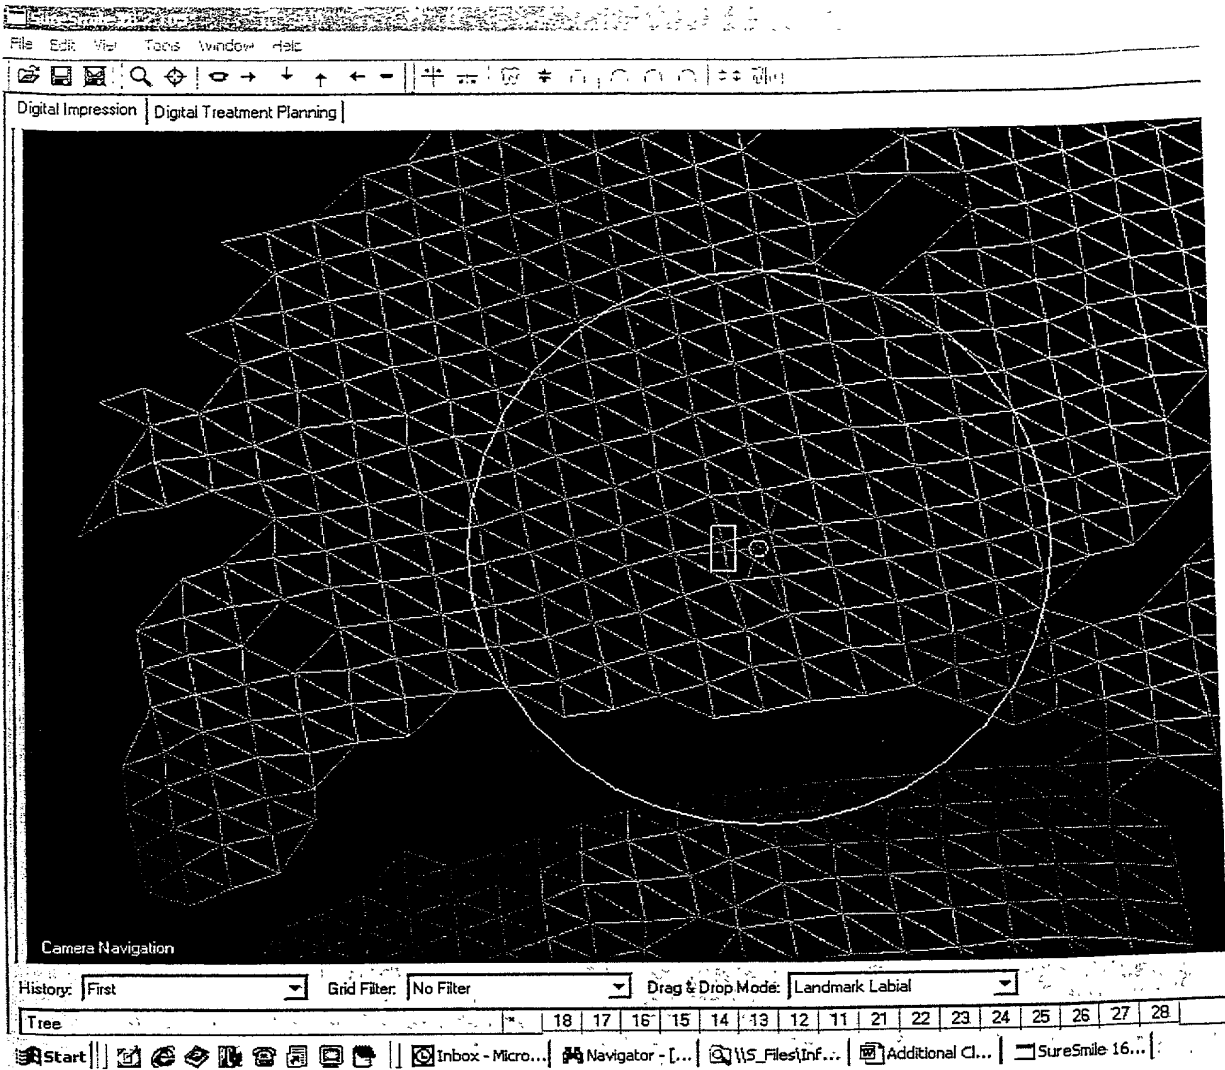 File Edit Tools Window Help
Digital Impression Digital Treatment Planning
Camera Navigation
History: First Grid Filter: No Filter Drag & Drop Mode: Landmark Labial
Tree 18 17 16 15 14 13 12 11 21 22 23 24 25 26 27 28
Start Inbox - Micro... Navigator - [... \\S_Files\Inf... Additional Cl... SureSmile 16...